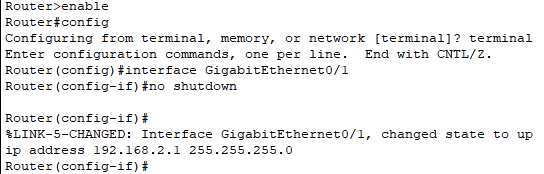 Router>enable
Router#config
Configuring from terminal, memory, or network [terminal]? terminal
Enter configuration commands, one per line.  End with CNTL/Z.
Router(config)#interface GigabitEthernet0/1
Router(config-if)#no shutdown

Router(config-if)#
%LINK-5-CHANGED: Interface GigabitEthernet0/1, changed state to up
ip address 192.168.2.1 255.255.255.0
Router(config-if)#